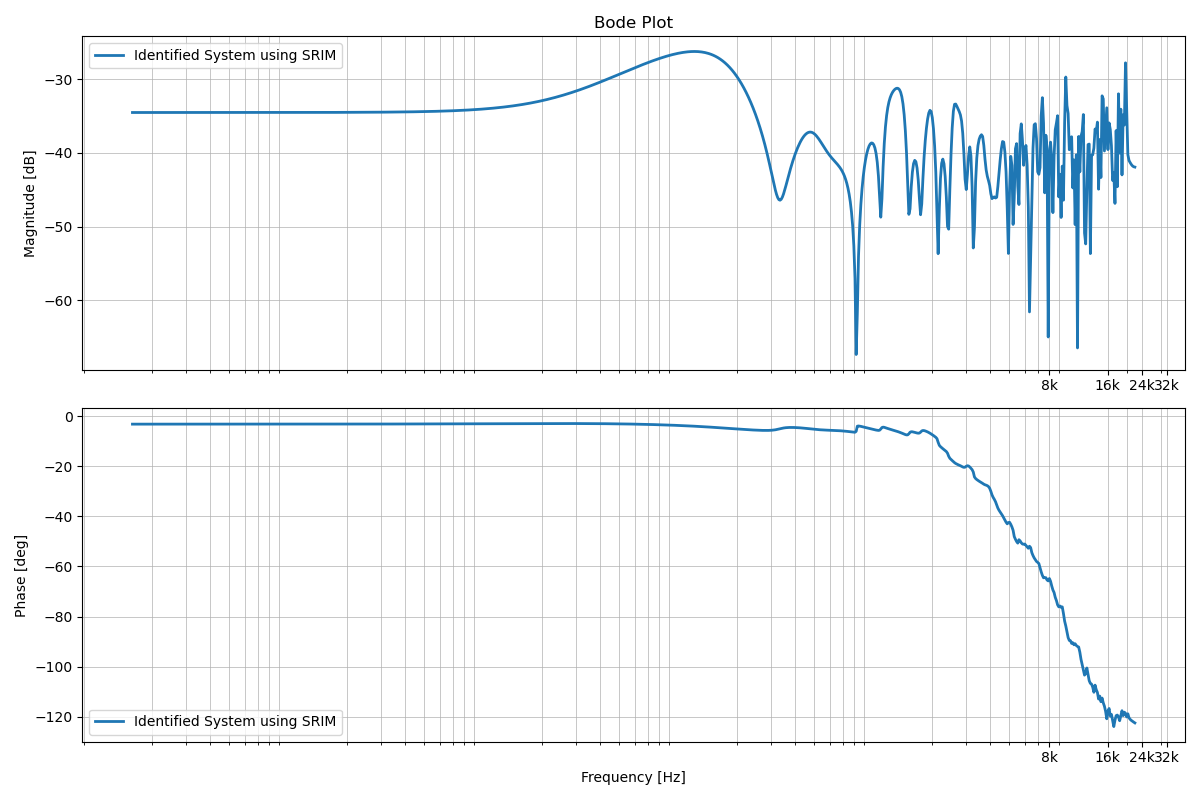 Bode Plot
Identified System using SRIM
−30
−40
−50
−60
Magnitude [dB]
8k 16k 24k 32k
0
−20
−40
−60
−80
−100
−120
Phase [deg]
Identified System using SRIM
8k 16k 24k 32k
Frequency [Hz]